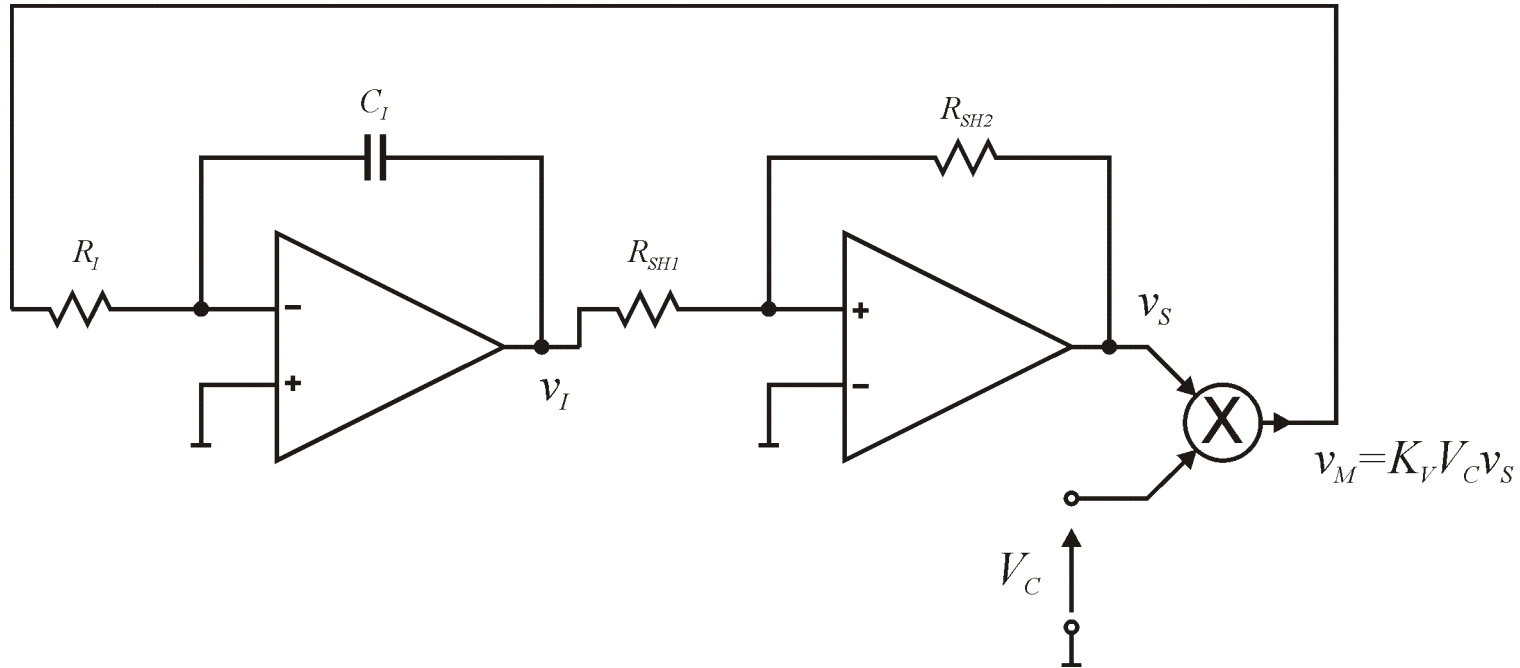 C_I
R_SH2
R_I
R_SH1
−
+
v_I
+
−
v_S
X
v_M=K_V V_C v_S
V_C